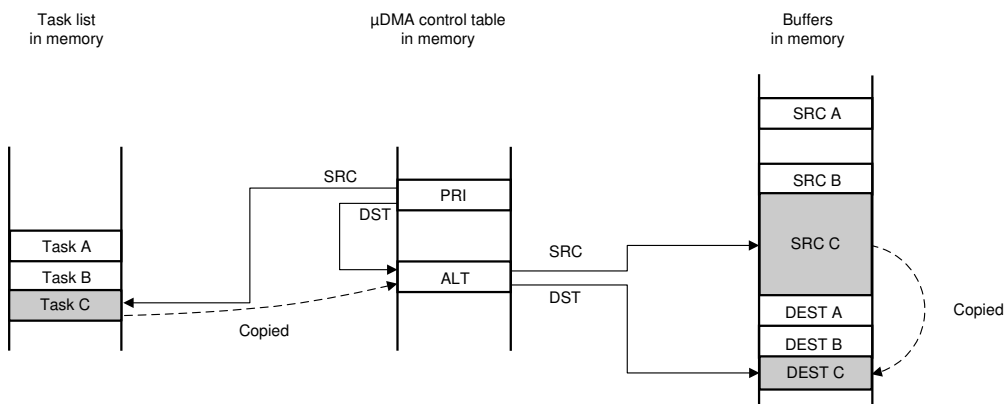 Task list
in memory
µDMA control table
in memory
Buffers
in memory
SRC A
SRC B
SRC C
DEST A
DEST B
DEST C
SRC
PRI
DST
ALT
SRC
DST
Task A
Task B
Task C
Copied
Copied